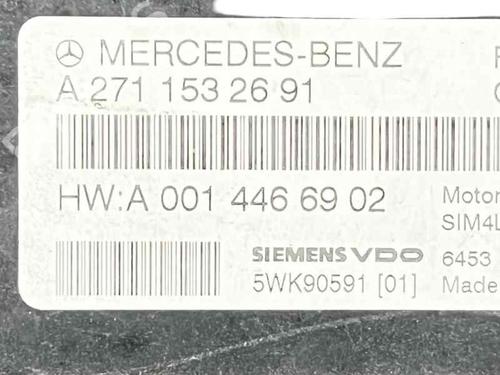 MERCEDES-BENZ
A 271 153 26 91
HW:A 001 446 69 02
Motor
SIM4L
SIEMENS VDO
6453
5WK90591 [01]
Made